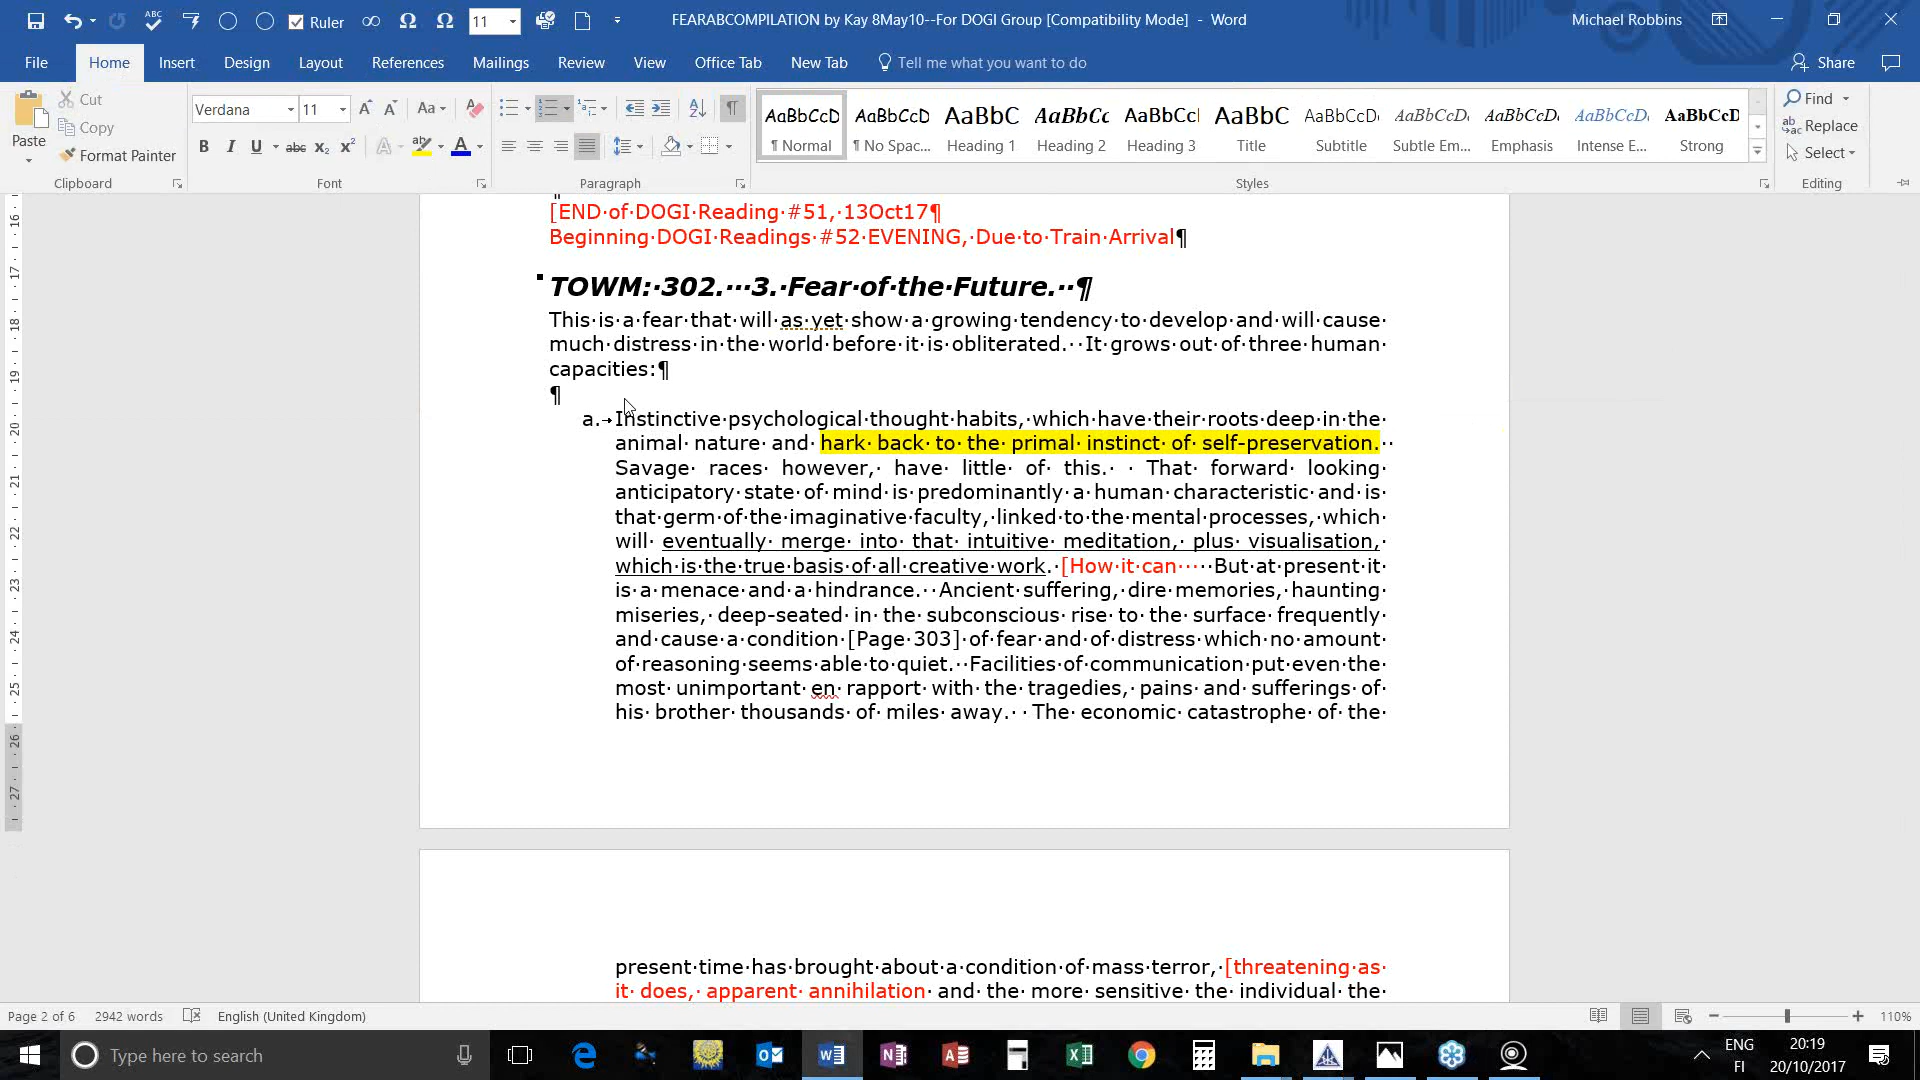 ABC
Ruler
11
FEARABCOMPILATION by Kay 8May10--For DOGI Group [Compatibility Mode] - Word
Michael Robbins
File
Home
Insert
Design
Layout
References
Mailings
Review
View
Office Tab
New Tab
Tell me what you want to do
Share
Paste
Cut
Copy
Format Painter
Clipboard
Verdana
11
Font
Paragraph
AaBbCcD
¶ Normal
AaBbCcD
¶ No Spac...
AaBbC
Heading 1
AaBbCc
Heading 2
AaBbCcl
Heading 3
AaBbC
Title
AaBbCcD
Subtitle
AaBbCcD
Subtle Em...
AaBbCcD
Emphasis
AaBbCcD
Intense E...
AaBbCcD
Strong
Styles
Find
Replace
Select
Editing
[END of DOGI Reading #51, 13Oct17¶
Beginning DOGI Readings #52 EVENING, Due to Train Arrival¶
TOWM: 302.   3. Fear of the Future.  ¶
This is a fear that will as yet show a growing tendency to develop and will cause
much distress in the world before it is obliterated.  It grows out of three human
capacities:¶
¶
a. Instinctive psychological thought habits, which have their roots deep in the
animal nature and hark back to the primal instinct of self-preservation.
Savage races however, have little of this.  That forward looking
anticipatory state of mind is predominantly a human characteristic and is
that germ of the imaginative faculty, linked to the mental processes, which
will eventually merge into that intuitive meditation, plus visualisation,
which is the true basis of all creative work. [How it can ... But at present it
is a menace and a hindrance.  Ancient suffering, dire memories, haunting
miseries, deep-seated in the subconscious rise to the surface frequently
and cause a condition [Page 303] of fear and of distress which no amount
of reasoning seems able to quiet.  Facilities of communication put even the
most unimportant en rapport with the tragedies, pains and sufferings of
his brother thousands of miles away.  The economic catastrophe of the
present time has brought about a condition of mass terror, [threatening as
it does, apparent annihilation and the more sensitive the individual the
Page 2 of 6
2942 words
English (United Kingdom)
110%
Type here to search
ENG
FI
20:19
20/10/2017